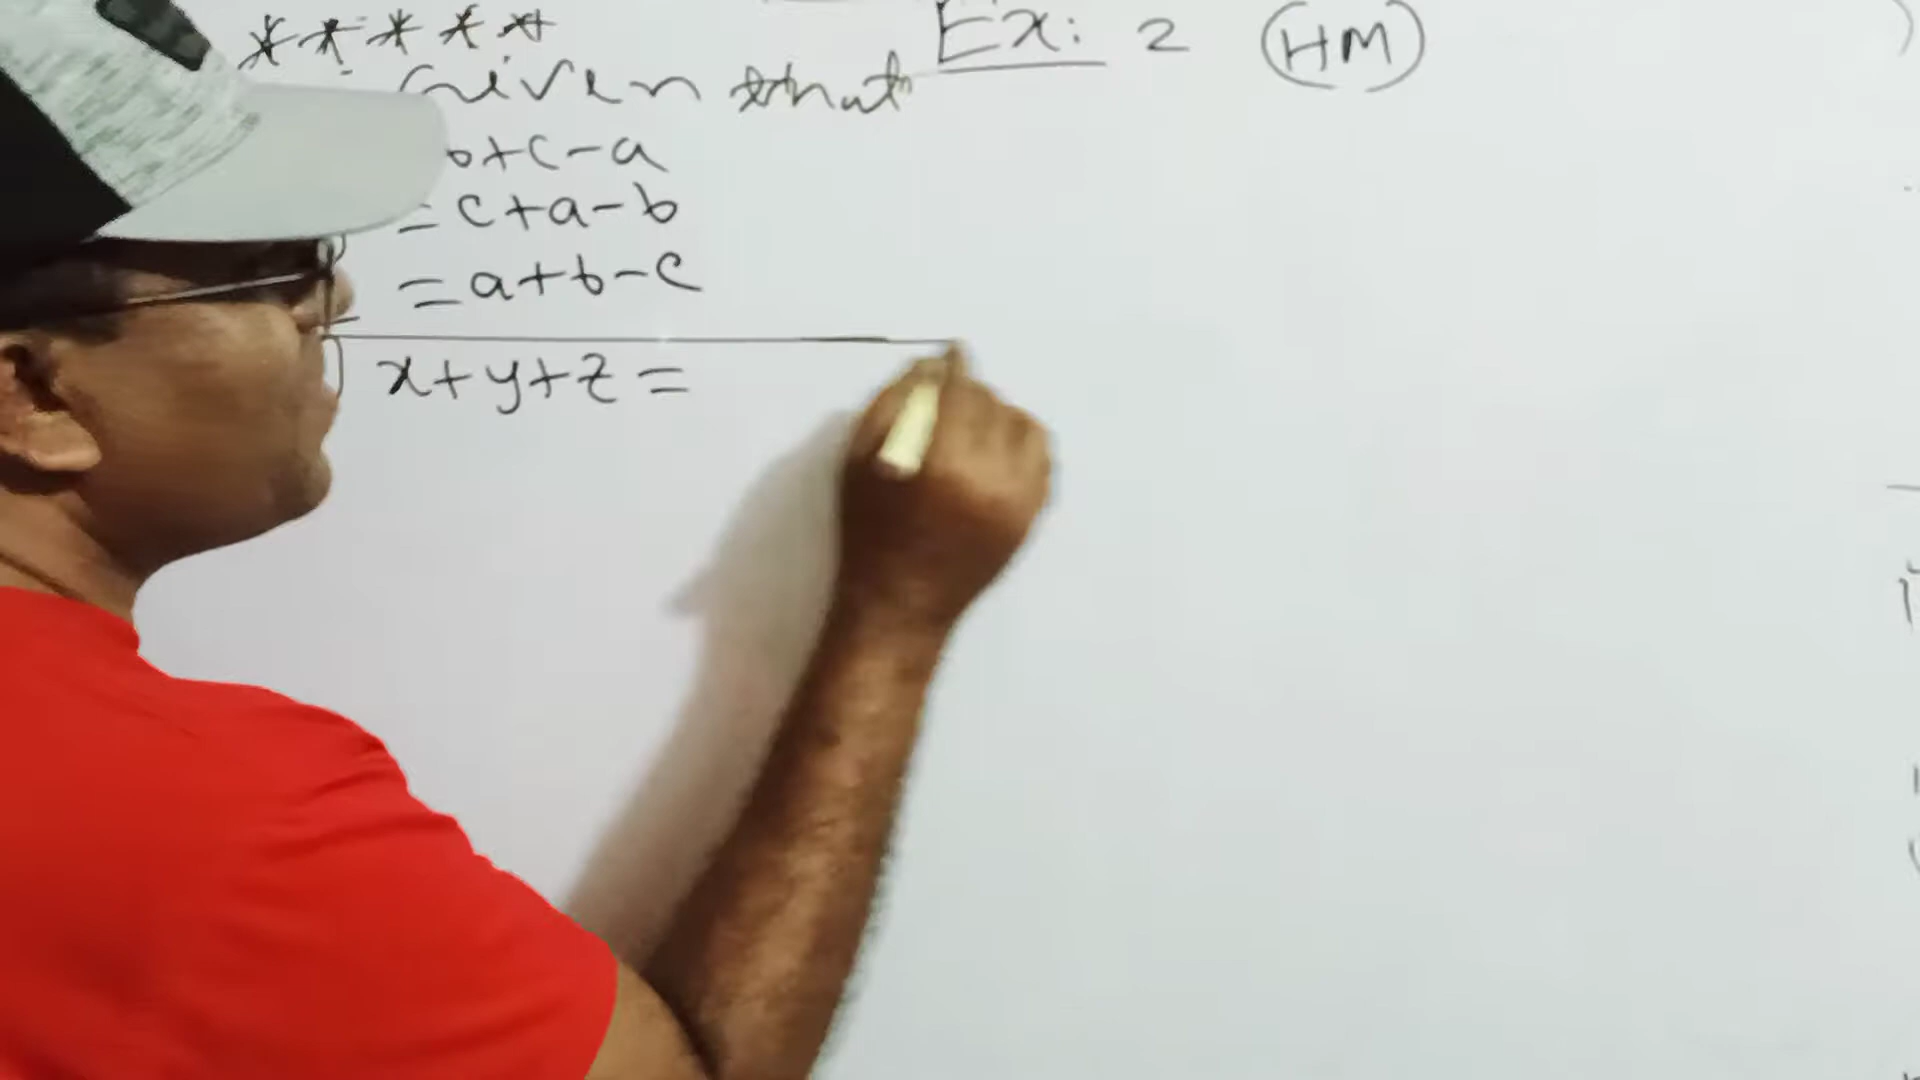 * * * * *
Ex: 2 (HM)
Given that
b+c-a
=c+a-b
=a+b-c
x+y+z=